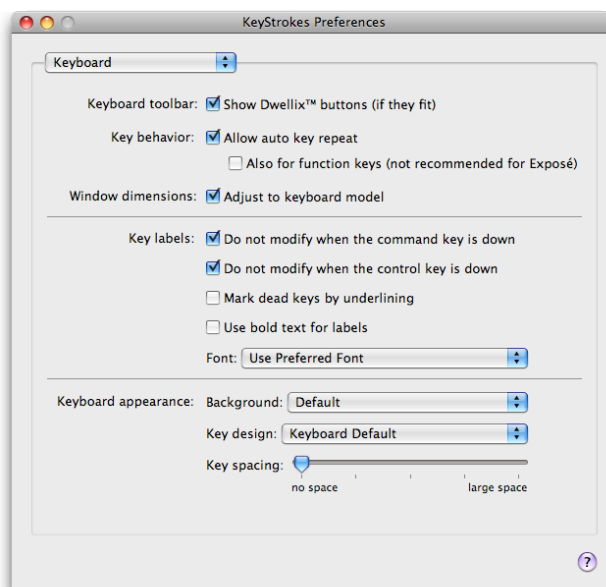 KeyStrokes Preferences
Keyboard
Keyboard toolbar: Show Dwellix™ buttons (if they fit)
Key behavior: Allow auto key repeat
Also for function keys (not recommended for Exposé)
Window dimensions: Adjust to keyboard model
Key labels: Do not modify when the command key is down
Do not modify when the control key is down
Mark dead keys by underlining
Use bold text for labels
Font: Use Preferred Font
Keyboard appearance: Background: Default
Key design: Keyboard Default
Key spacing:
no space large space
?